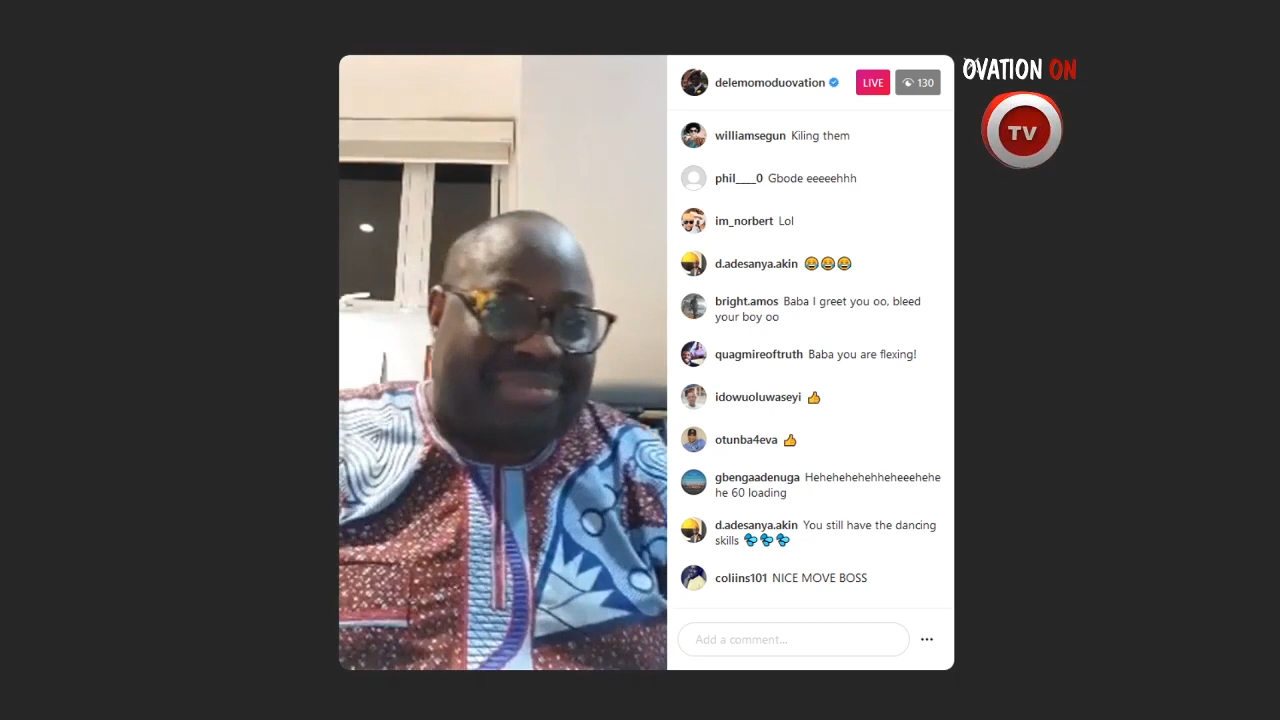 OVATION ON
TV
delemomoduovation
LIVE
130
williamsegun Kiling them
phil____0 Gbode eeeeehhh
im_norbert Lol
d.adesanya.akin 😂😂😂
bright.amos Baba I greet you oo, bleed
your boy oo
quagmireoftruth Baba you are flexing!
idowuoluwaseyi 👍
otunba4eva 👍
gbengaadenuga Hehehehehehheheeehehe
he 60 loading
d.adesanya.akin You still have the dancing
skills
coliins101 NICE MOVE BOSS
Add a comment...